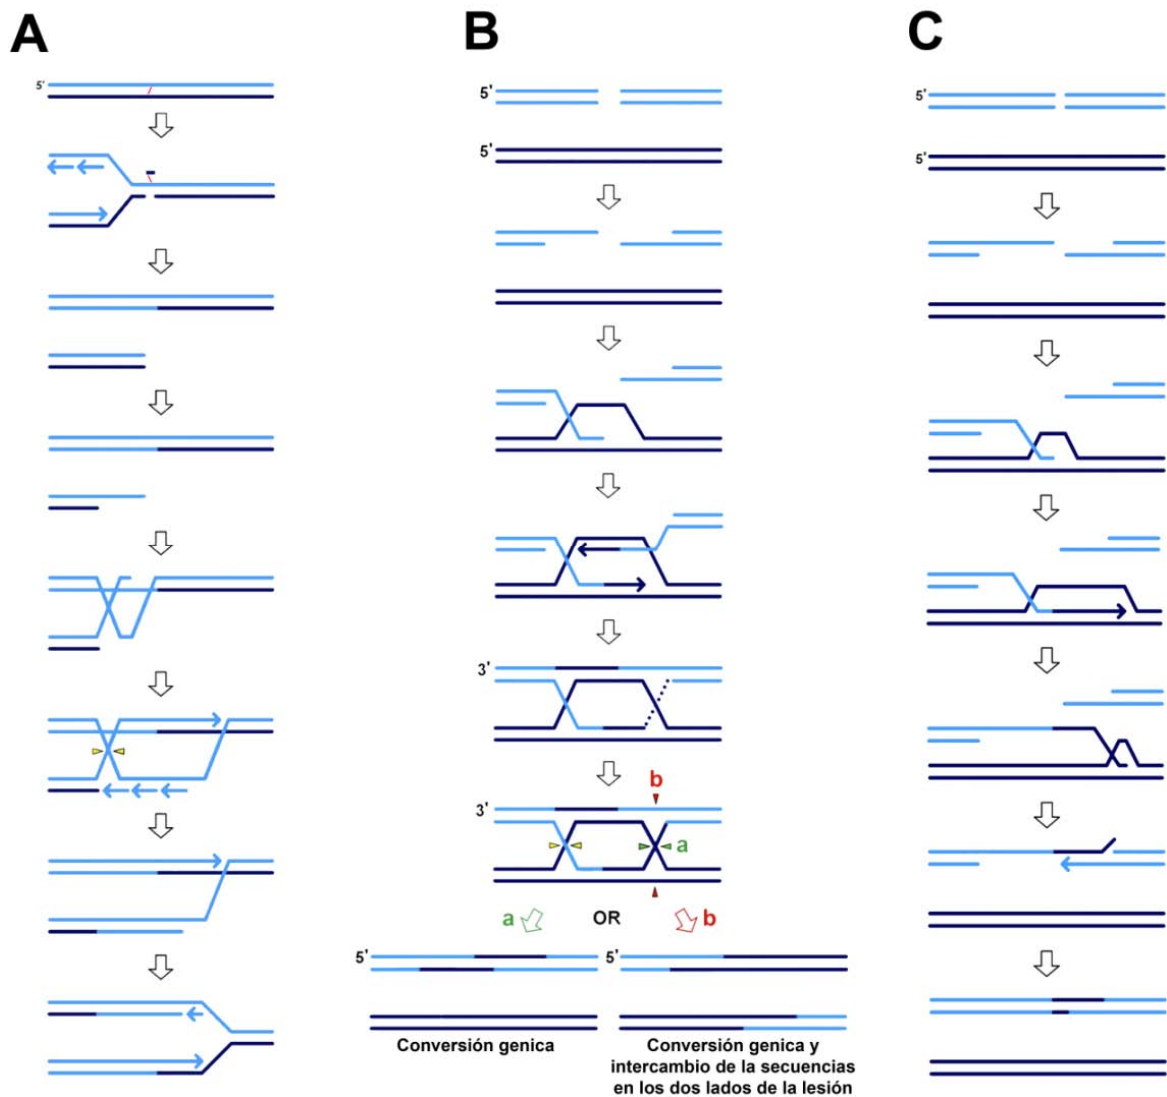 A
B
C
5'
5'
5'
5'
5'
3'
3'
b
a
a
OR
b
5'
5'
Conversión genica
Conversión genica y
intercambio de la secuencias
en los dos lados de la lesión